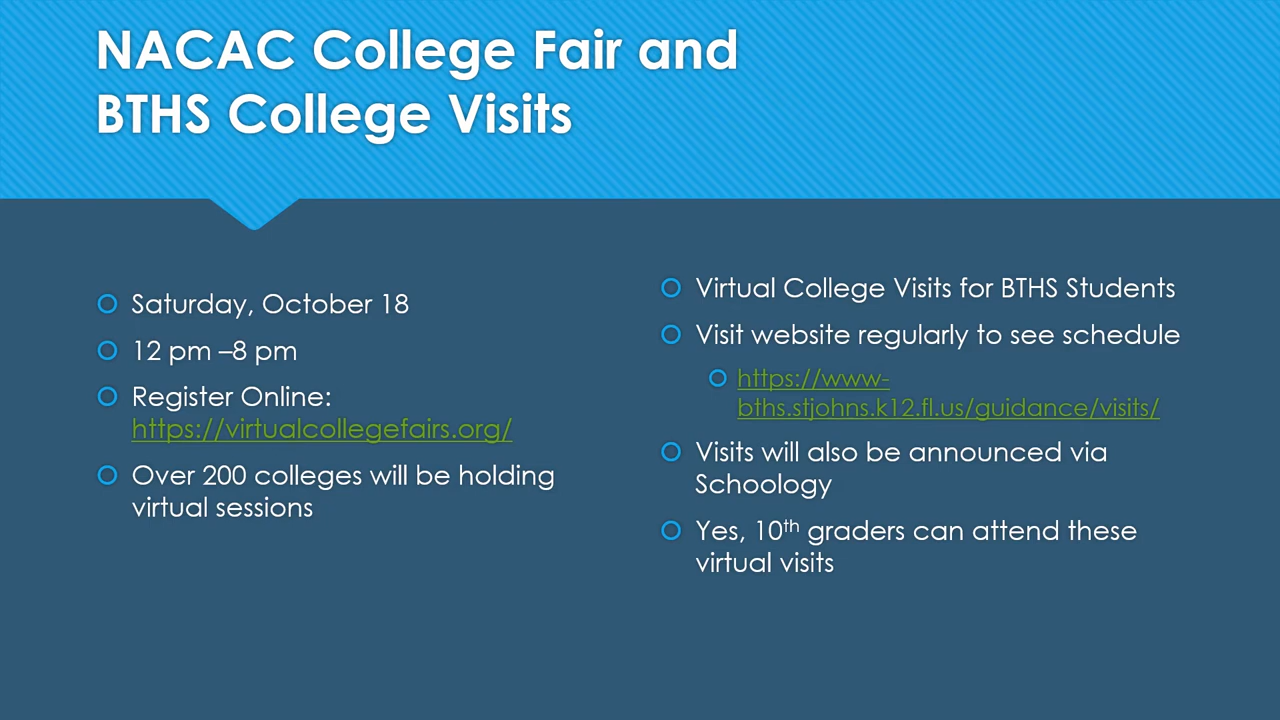 NACAC College Fair and
BTHS College Visits
Saturday, October 18
12 pm –8 pm
Register Online:
https://virtualcollegefairs.org/
Over 200 colleges will be holding
virtual sessions
Virtual College Visits for BTHS Students
Visit website regularly to see schedule
https://www-
bths.stjohns.k12.fl.us/guidance/visits/
Visits will also be announced via
Schoology
Yes, 10th graders can attend these
virtual visits